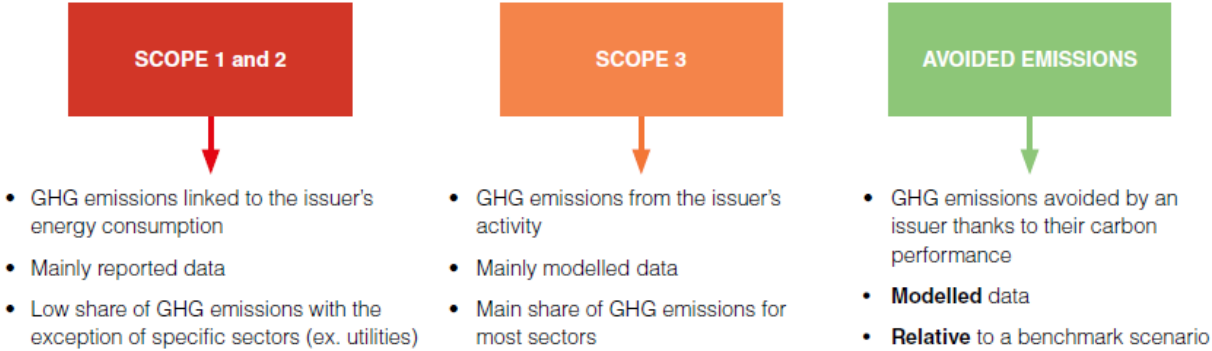 SCOPE 1 and 2
• GHG emissions linked to the issuer's
energy consumption
• Mainly reported data
• Low share of GHG emissions with the
exception of specific sectors (ex. utilities)
SCOPE 3
• GHG emissions from the issuer's
activity
• Mainly modelled data
• Main share of GHG emissions for
most sectors
AVOIDED EMISSIONS
• GHG emissions avoided by an
issuer thanks to their carbon
performance
• Modelled data
• Relative to a benchmark scenario